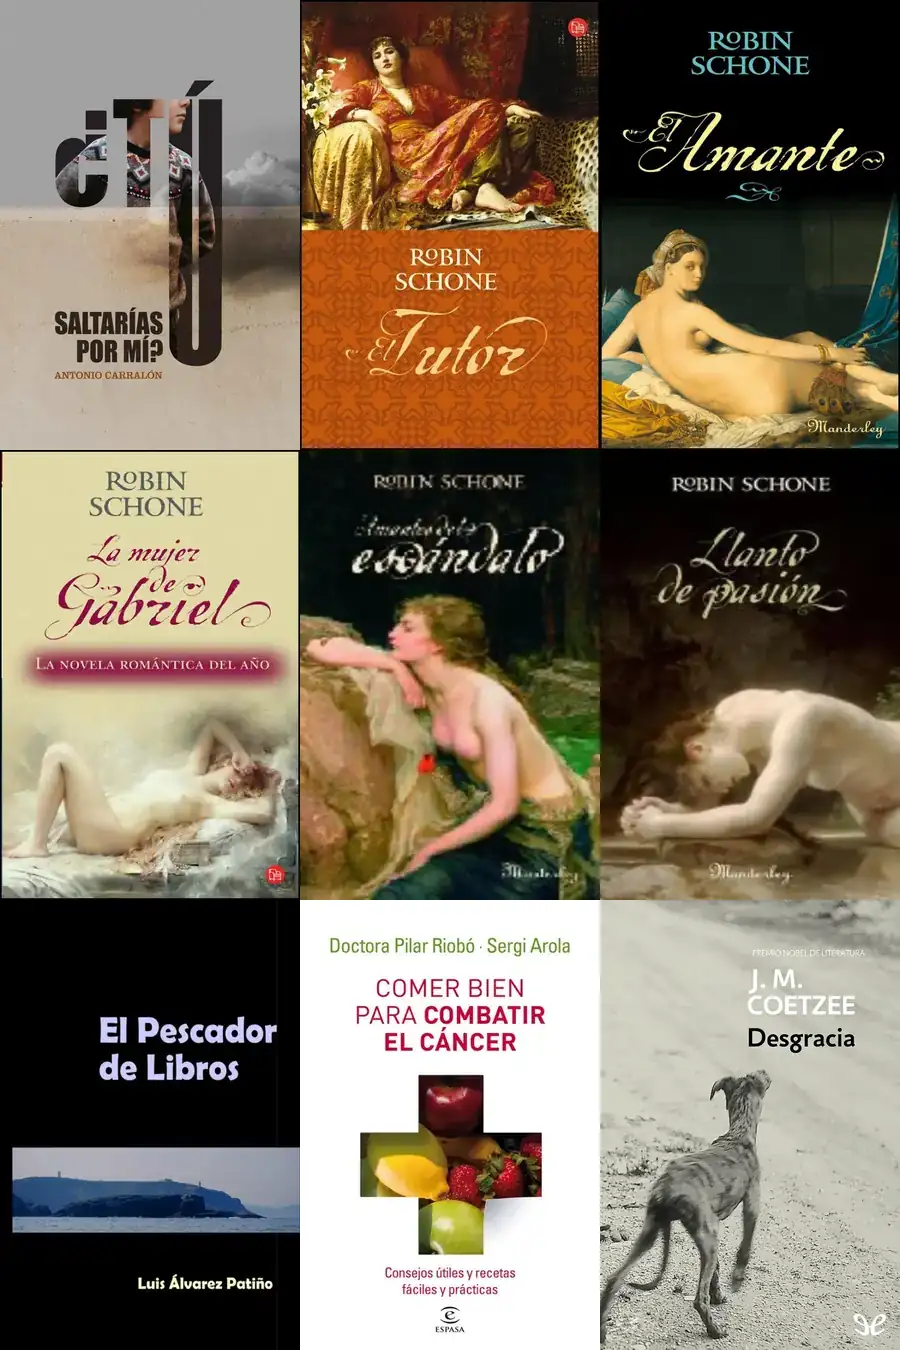 ¿TÚ
SALTARÍAS
POR MÍ?
ANTONIO CARRALÓN
ROBIN
SCHONE
El Tutor
ROBIN
SCHONE
El Amante
Manderley
ROBIN
SCHONE
La mujer
de
Gabriel
LA NOVELA ROMÁNTICA DEL AÑO
ROBIN SCHONE
escándalo
Manderley
ROBIN SCHONE
Llanto
de pasión
Manderley
El Pescador
de Libros
Luis Álvarez Patiño
Doctora Pilar Riobó · Sergi Arola
COMER BIEN
PARA COMBATIR
EL CÁNCER
Consejos útiles y recetas
fáciles y prácticas
e
ESPASA
PREMIO NOBEL DE LITERATURA
J. M.
COETZEE
Desgracia